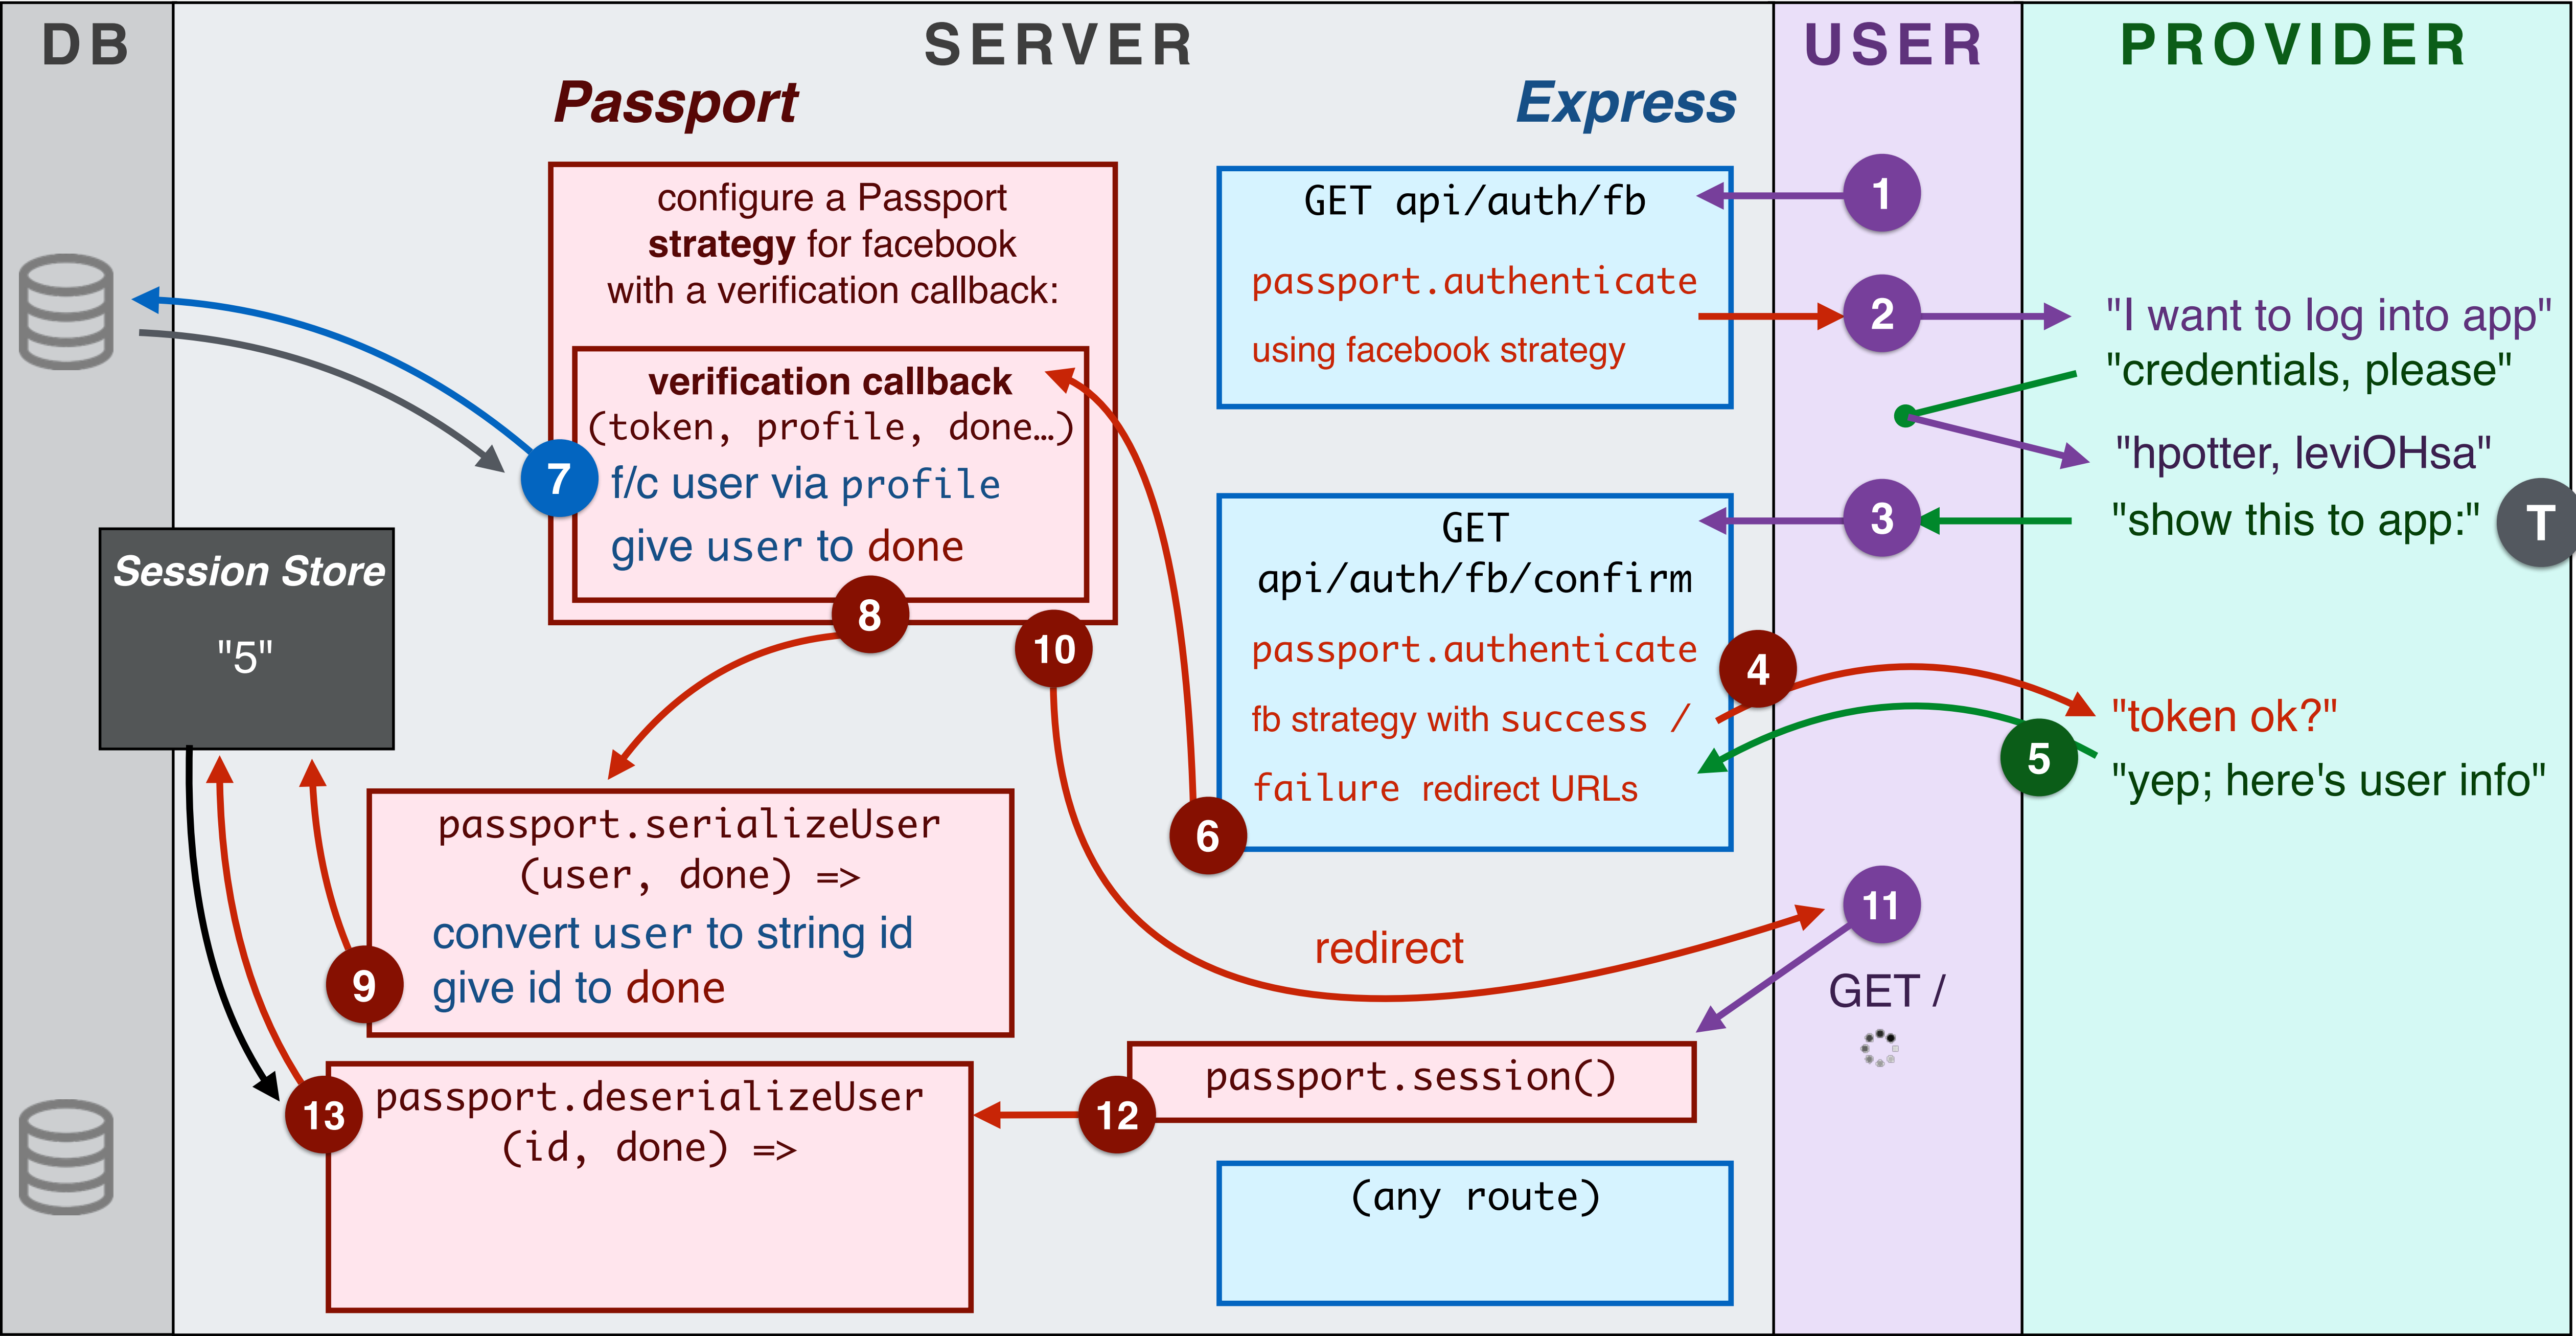 DB
SERVER
USER
PROVIDER
Passport
Express
configure a Passport
strategy for facebook
with a verification callback:
verification callback
(token, profile, done…)
7
f/c user via profile
give user to done
8
10
Session Store
"5"
passport.serializeUser
(user, done) =>
convert user to string id
give id to done
9
13
passport.deserializeUser
(id, done) =>
GET api/auth/fb
passport.authenticate
using facebook strategy
GET
api/auth/fb/confirm
passport.authenticate
fb strategy with success /
failure redirect URLs
6
4
redirect
passport.session()
12
(any route)
1
2
3
11
GET /
"I want to log into app"
"credentials, please"
"hpotter, leviOHsa"
"show this to app:"
T
"token ok?"
5
"yep; here's user info"